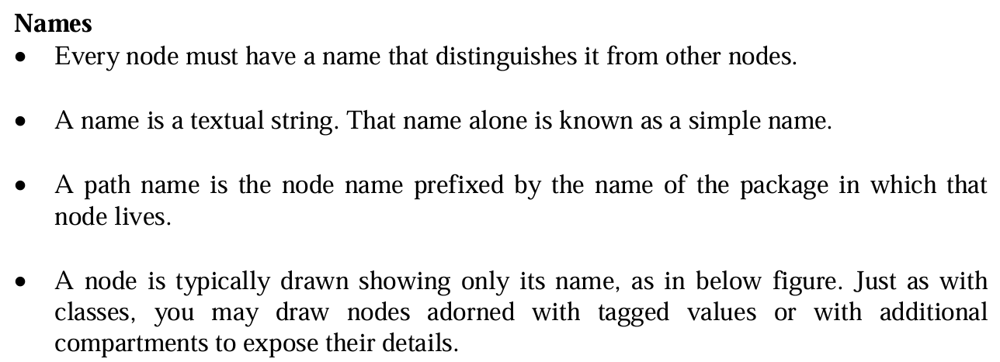 Names
• Every node must have a name that distinguishes it from other nodes.
• A name is a textual string. That name alone is known as a simple name.
• A path name is the node name prefixed by the name of the package in which that
node lives.
• A node is typically drawn showing only its name, as in below figure. Just as with
classes, you may draw nodes adorned with tagged values or with additional
compartments to expose their details.